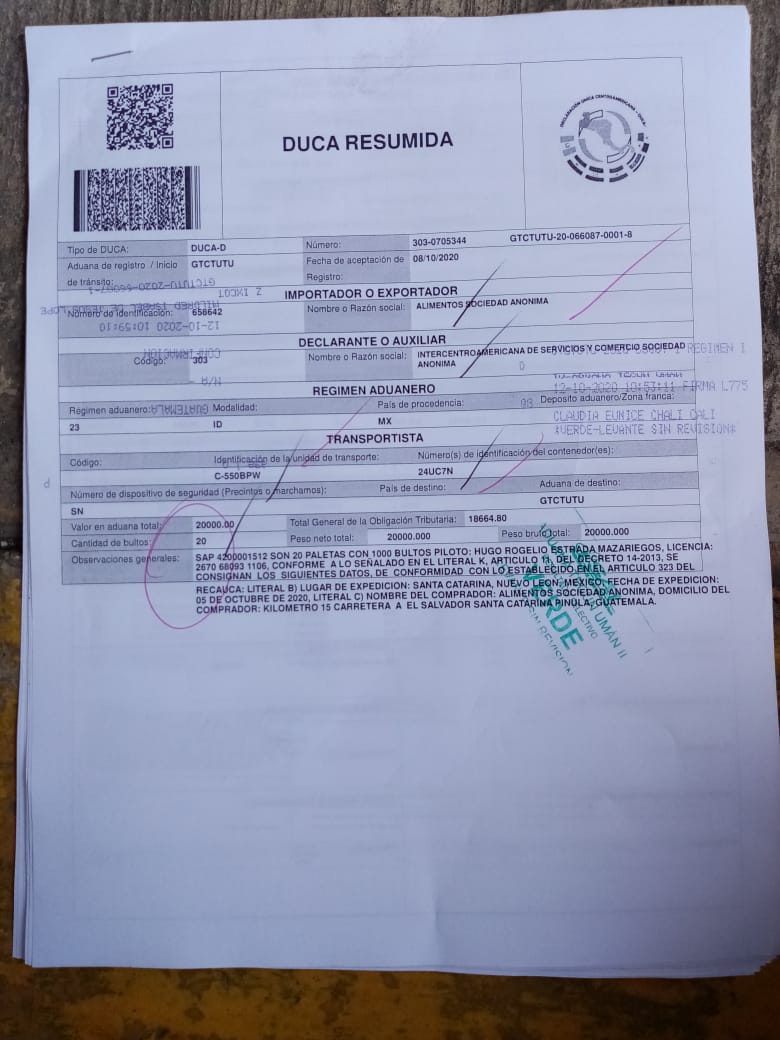 DUCA RESUMIDA
DECLARACIÓN ÚNICA CENTROAMERICANA - DUCA
Tipo de DUCA: DUCA-D Número: 303-0705344 GTCTUTU-20-066087-0001-8
Aduana de registro / Inicio de tránsito: GTCTUTU Fecha de aceptación de Registro: 08/10/2020
IMPORTADOR O EXPORTADOR
Número de identificación: 658642 Nombre o Razón social: ALIMENTOS SOCIEDAD ANONIMA
12-10-2020 10:59:10
DECLARANTE O AUXILIAR
Código: 303 Nombre o Razón social: INTERCENTROAMERICANA DE SERVICIOS Y COMERCIO SOCIEDAD ANONIMA
REGIMEN I
N/A
REGIMEN ADUANERO
12-10-2020 10:53:11 FIRMA L775
Régimen aduanero: GUATEMALA Modalidad: País de procedencia: Deposito aduanero/Zona franca:
23 ID MX
CLAUDIA EUNICE CHALI CALI
*VERDE-LEVANTE SIN REVISION*
TRANSPORTISTA
Código: Identificación de la unidad de transporte: Número(s) de identificación del contenedor(es):
C-550BPW 24UC7N
Número de dispositivo de seguridad (Precintos o marchamos): País de destino: Aduana de destino:
SN GTCTUTU
Valor en aduana total: 20000.00 Total General de la Obligación Tributaria: 18664.80
Cantidad de bultos: 20 Peso neto total: 20000.000 Peso bruto total: 20000.000
Observaciones generales: SAP 4200001512 SON 20 PALETAS CON 1000 BULTOS PILOTO: HUGO ROGELIO ESTRADA MAZARIEGOS, LICENCIA:
2670 68093 1106, CONFORME A LO SEÑALADO EN EL LITERAL K, ARTICULO 11, DEL DECRETO 14-2013, SE
CONSIGNAN LOS SIGUIENTES DATOS, DE CONFORMIDAD CON LO ESTABLECIDO EN EL ARTICULO 323 DEL
RECAUCA: LITERAL B) LUGAR DE EXPEDICION: SANTA CATARINA, NUEVO LEON, MEXICO, FECHA DE EXPEDICION:
05 DE OCTUBRE DE 2020, LITERAL C) NOMBRE DEL COMPRADOR: ALIMENTOS SOCIEDAD ANONIMA, DOMICILIO DEL
COMPRADOR: KILOMETRO 15 CARRETERA A EL SALVADOR SANTA CATARINA PINULA, GUATEMALA.
UMÁN II
SELECTIVO
VERDE
SIN REVISION